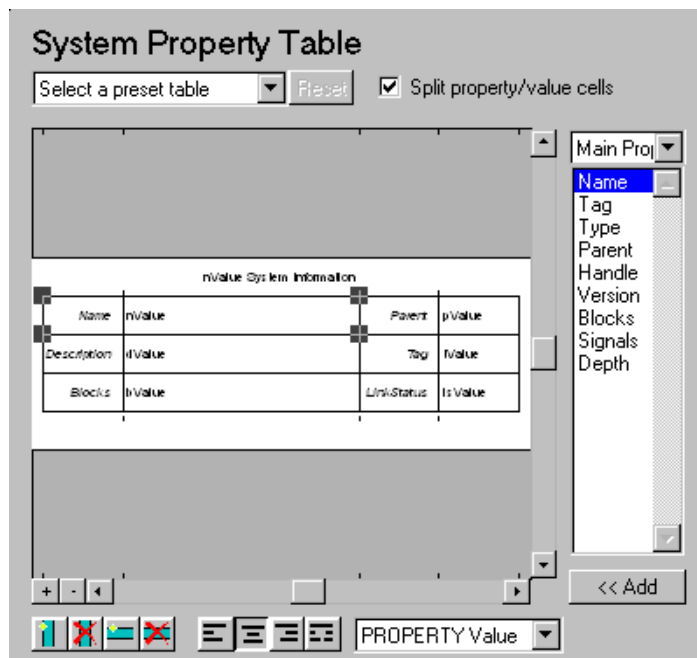 System Property Table
Select a preset table Reset Split property/value cells
Main Proj
Name
Tag
Type
Parent
Handle
Version
Blocks
Signals
Depth
nValue System Information
Name nValue Parent pValue
Description dValue Tag tValue
Blocks bValue LinkStatus lsValue
+ -
<< Add
PROPERTY Value